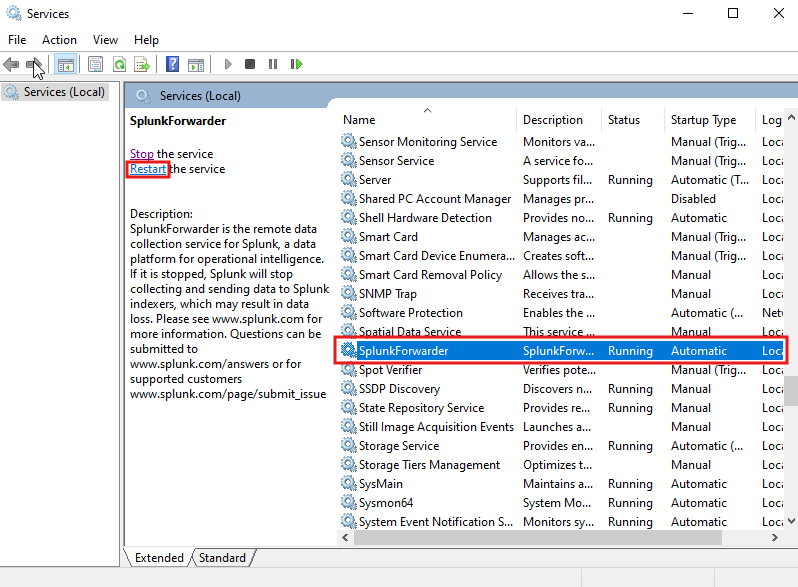 Services
File Action View Help
Services (Local)
Services (Local)
SplunkForwarder
Stop the service
Restart the service
Description:
SplunkForwarder is the remote data
collection service for Splunk, a data
platform for operational intelligence.
If it is stopped, Splunk will stop
collecting and sending data to Splunk
indexers, which may result in data
loss. Please see www.splunk.com for
more information. Questions can be
submitted to
www.splunk.com/answers or for
supported customers
www.splunk.com/page/submit_issue
Name Description Status Startup Type Log
Sensor Monitoring Service Monitors va... Manual (Trig... Loca
Sensor Service A service fo... Manual (Trig... Loca
Server Supports fil... Running Automatic (T... Loca
Shared PC Account Manager Manages pr... Disabled Loca
Shell Hardware Detection Provides no... Running Automatic Loca
Smart Card Manages ac... Manual (Trig... Loca
Smart Card Device Enumera... Creates soft... Manual (Trig... Loca
Smart Card Removal Policy Allows the s... Manual Loca
SNMP Trap Receives tra... Manual Loca
Software Protection Enables the ... Automatic (... Netv
Spatial Data Service This service ... Manual Loca
SplunkForwarder SplunkForw... Running Automatic Loca
Spot Verifier Verifies pote... Manual (Trig... Loca
SSDP Discovery Discovers n... Running Manual Loca
State Repository Service Provides re... Running Manual Loca
Still Image Acquisition Events Launches a... Manual Loca
Storage Service Provides en... Running Automatic (... Loca
Storage Tiers Management Optimizes t... Manual Loca
SysMain Maintains a... Running Automatic Loca
Sysmon64 System Mo... Running Automatic Loca
System Event Notification S... Monitors sy... Running Automatic Loca
Extended Standard